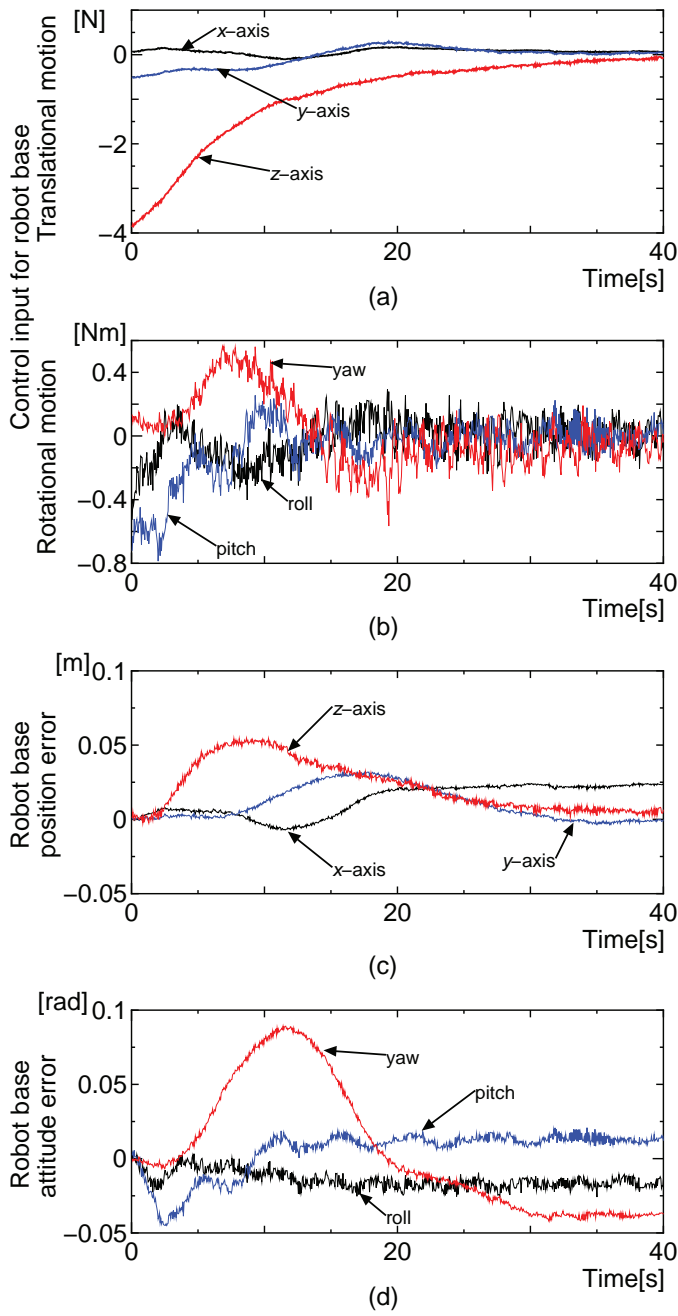 Control input for robot base
Translational motion
[N]
0
−2
−4
x–axis
y–axis
z–axis
0
20
40
Time[s]
(a)
Rotational motion
[Nm]
0.4
0
−0.4
−0.8
yaw
roll
pitch
0
20
40
Time[s]
(b)
Robot base
position error
[m]
0.1
0.05
0
−0.05
z–axis
x–axis
y–axis
0
20
40
Time[s]
(c)
Robot base
attitude error
[rad]
0.1
0.05
0
−0.05
yaw
pitch
roll
0
20
40
Time[s]
(d)